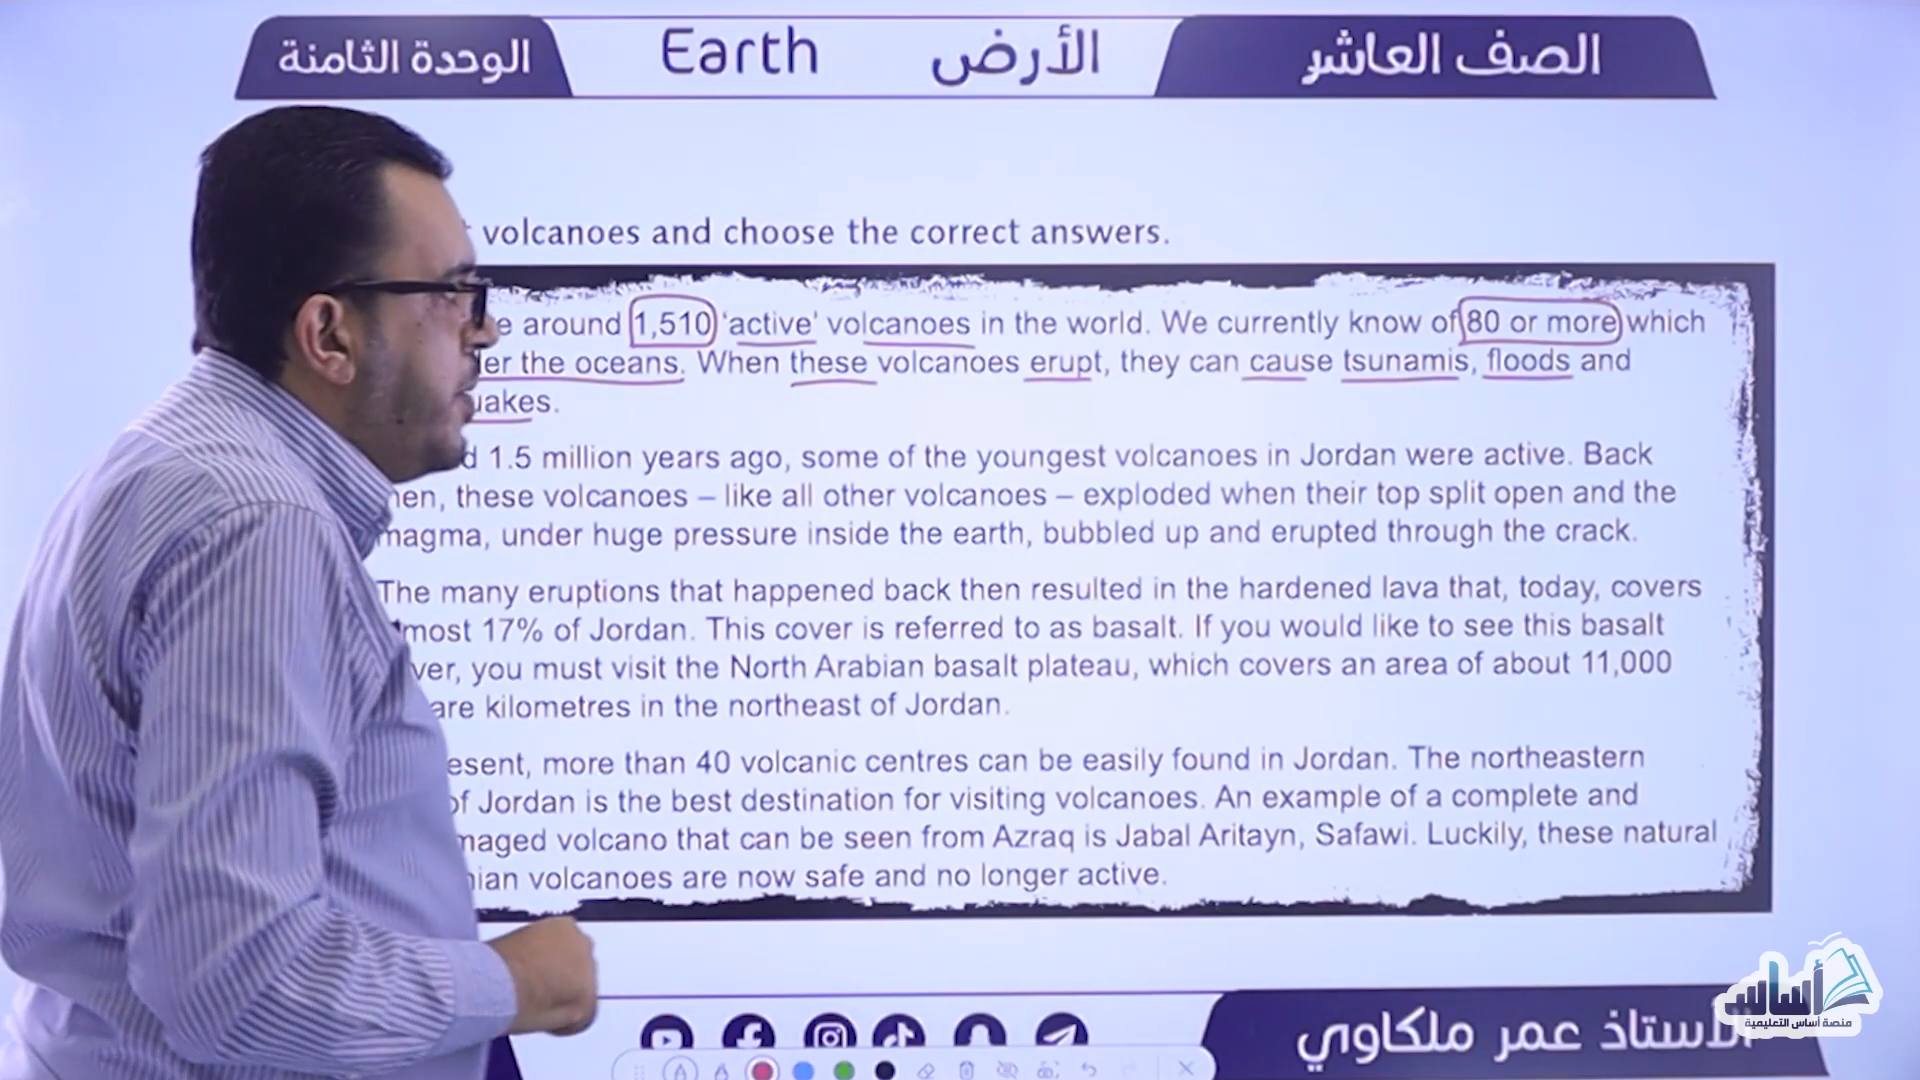 الصف العاشر
الأرض Earth
الوحدة الثامنة
volcanoes and choose the correct answers.
around 1,510 'active' volcanoes in the world. We currently know of 80 or more which
the oceans. When these volcanoes erupt, they can cause tsunamis, floods and
1.5 million years ago, some of the youngest volcanoes in Jordan were active. Back
these volcanoes – like all other volcanoes – exploded when their top split open and the
magma, under huge pressure inside the earth, bubbled up and erupted through the crack.
The many eruptions that happened back then resulted in the hardened lava that, today, covers
most 17% of Jordan. This cover is referred to as basalt. If you would like to see this basalt
you must visit the North Arabian basalt plateau, which covers an area of about 11,000
kilometres in the northeast of Jordan.
more than 40 volcanic centres can be easily found in Jordan. The northeastern
of Jordan is the best destination for visiting volcanoes. An example of a complete and
volcano that can be seen from Azraq is Jabal Aritayn, Safawi. Luckily, these natural
volcanoes are now safe and no longer active.
أساس
منصة أساس التعليمية
الأستاذ عمر ملكاوي